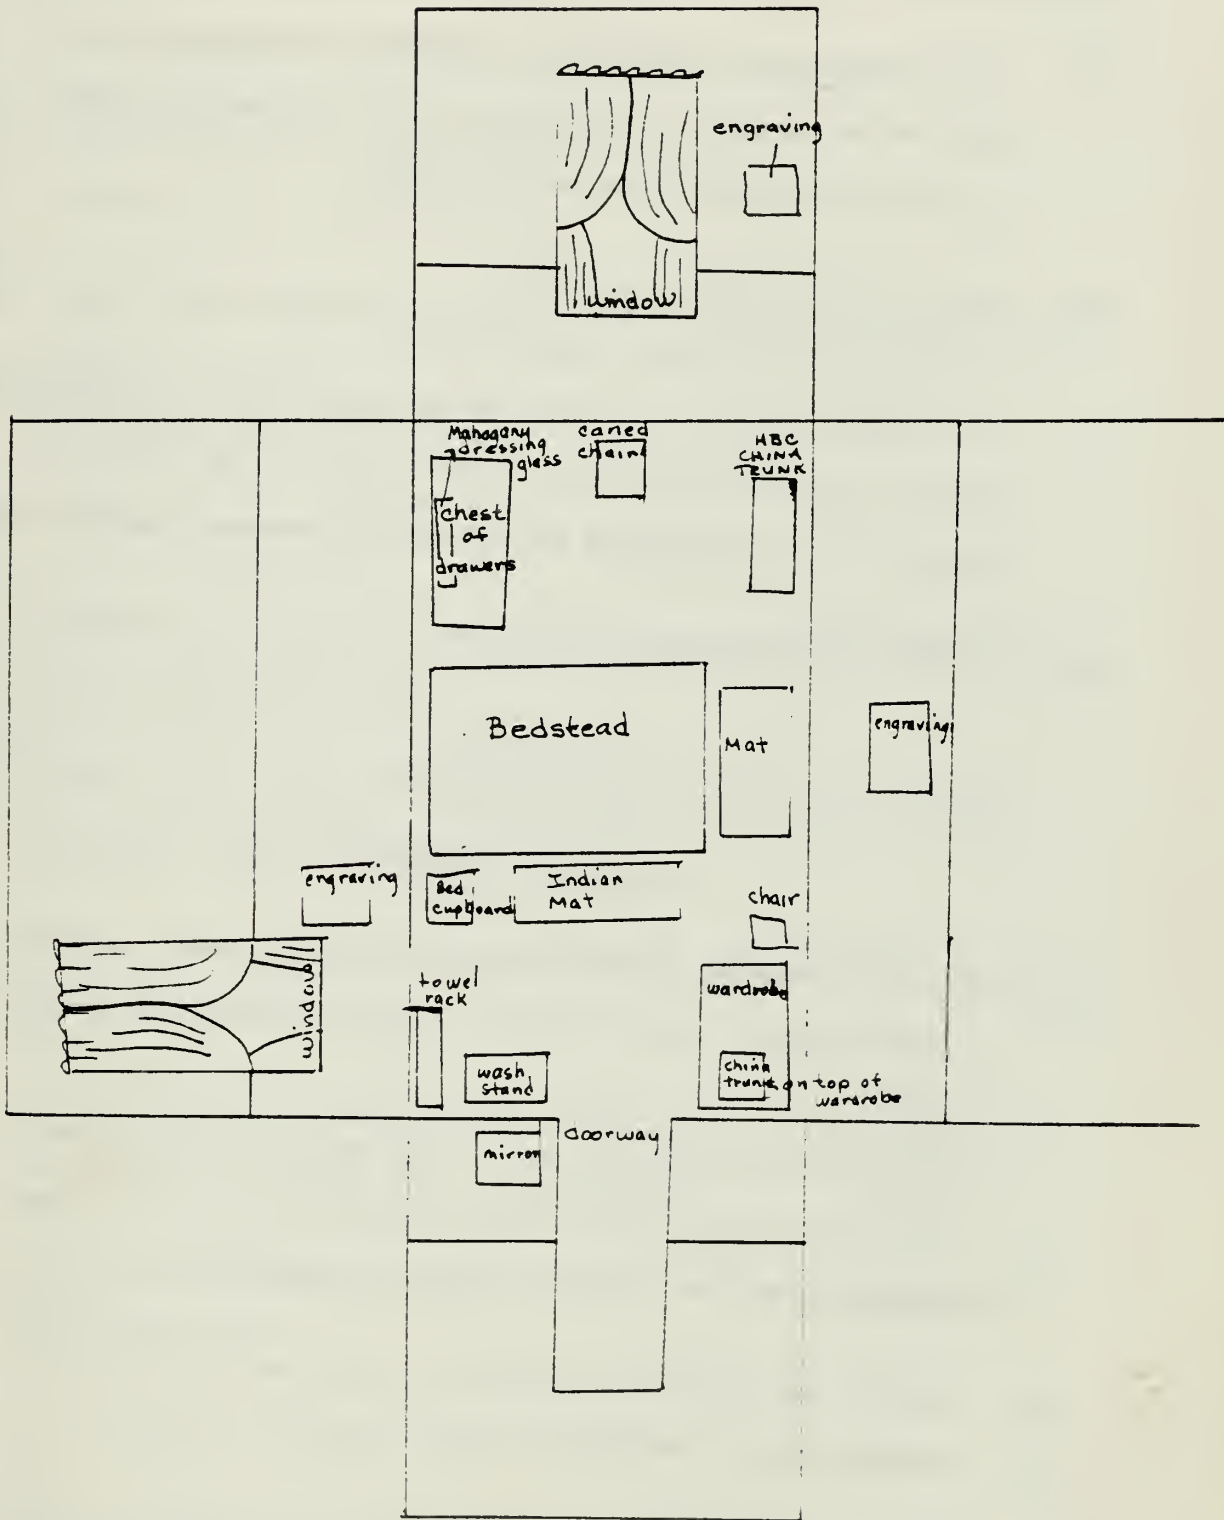 engraving
window
Mahogany
dressing
glass
caned
chair
HBC
CHINA
TRUNK
chest
of
drawers
Bedstead
Mat
engraving
engraving
Bed
cupboard
Indian
Mat
chair
window
towel
rack
wardrobe
wash
stand
china
trunk on top of
wardrobe
doorway
mirror